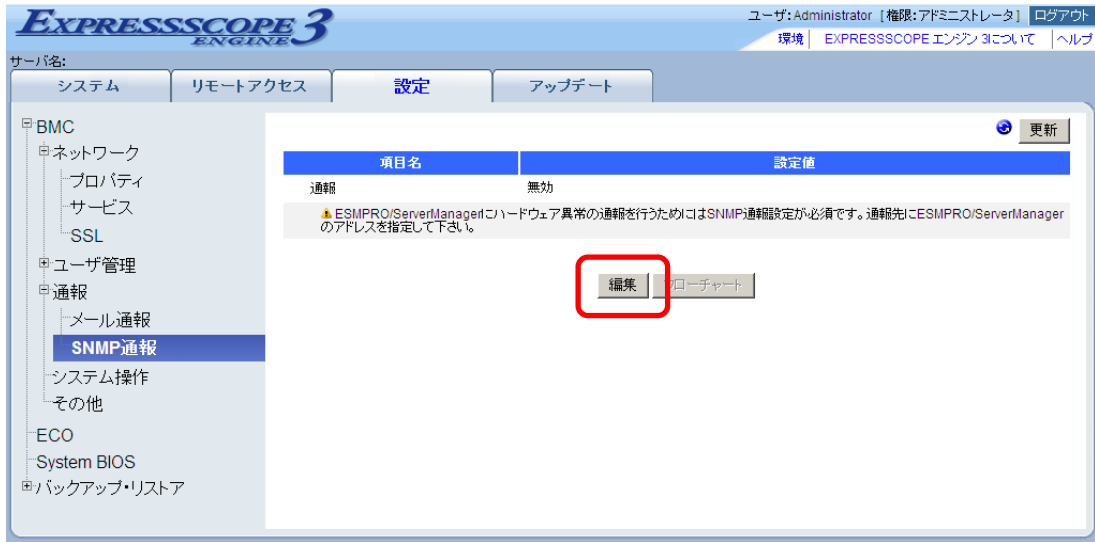 EXPRESSSCOPE 3
ENGINE
ユーザ:Administrator [権限:アドミニストレータ] ログアウト
環境 EXPRESSSCOPE エンジン 3について ヘルプ
サーバ名:
システム リモートアクセス 設定 アップデート
BMC
ネットワーク
プロパティ
サービス
SSL
ユーザ管理
通報
メール通報
SNMP通報
システム操作
その他
ECO
System BIOS
バックアップ・リストア
更新
項目名 設定値
通報 無効
ESMPRO/ServerManagerにハードウェア異常の通報を行うためにはSNMP通報設定が必須です。通報先にESMPRO/ServerManager
のアドレスを指定して下さい。
編集 フローチャート